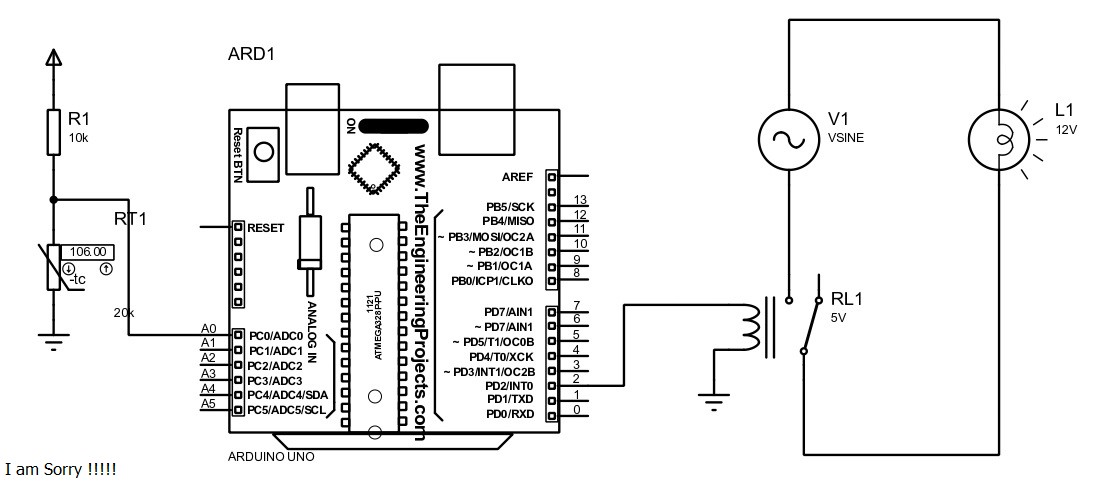 ARD1
R1
10k
RT1
106.00
-tc
20k
Reset BTN
ON
www.TheEngineeringProjects.com
ANALOG IN
1121
ATMEGA328P-PU
RESET
A0 PC0/ADC0
A1 PC1/ADC1
A2 PC2/ADC2
A3 PC3/ADC3
A4 PC4/ADC4/SDA
A5 PC5/ADC5/SCL
AREF
PB5/SCK 13
PB4/MISO 12
~ PB3/MOSI/OC2A 11
~ PB2/OC1B 10
~ PB1/OC1A 9
PB0/ICP1/CLKO 8
PD7/AIN1 7
~ PD7/AIN1 6
~ PD5/T1/OC0B 5
PD4/T0/XCK 4
~ PD3/INT1/OC2B 3
PD2/INT0 2
PD1/TXD 1
PD0/RXD 0
ARDUINO UNO
V1
VSINE
L1
12V
RL1
5V
I am Sorry !!!!!